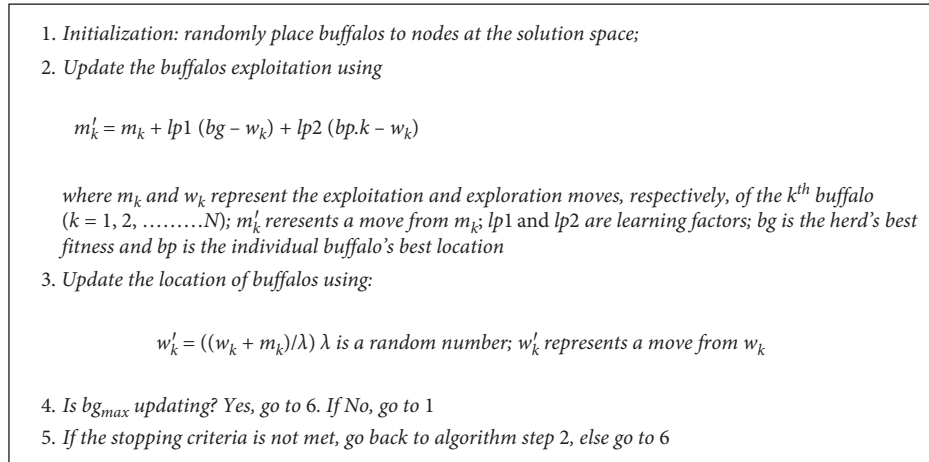 1. Initialization: randomly place buffalos to nodes at the solution space;
2. Update the buffalos exploitation using
m′ₖ = mₖ + lp1 (bg – wₖ) + lp2 (bp.k – wₖ)
where mₖ and wₖ represent the exploitation and exploration moves, respectively, of the kᵗʰ buffalo
(k = 1, 2, .........N); m′ₖ reresents a move from mₖ; lp1 and lp2 are learning factors; bg is the herd's best
fitness and bp is the individual buffalo's best location
3. Update the location of buffalos using:
w′ₖ = ((wₖ + mₖ)/λ) λ is a random number; w′ₖ represents a move from wₖ
4. Is bg_max updating? Yes, go to 6. If No, go to 1
5. If the stopping criteria is not met, go back to algorithm step 2, else go to 6